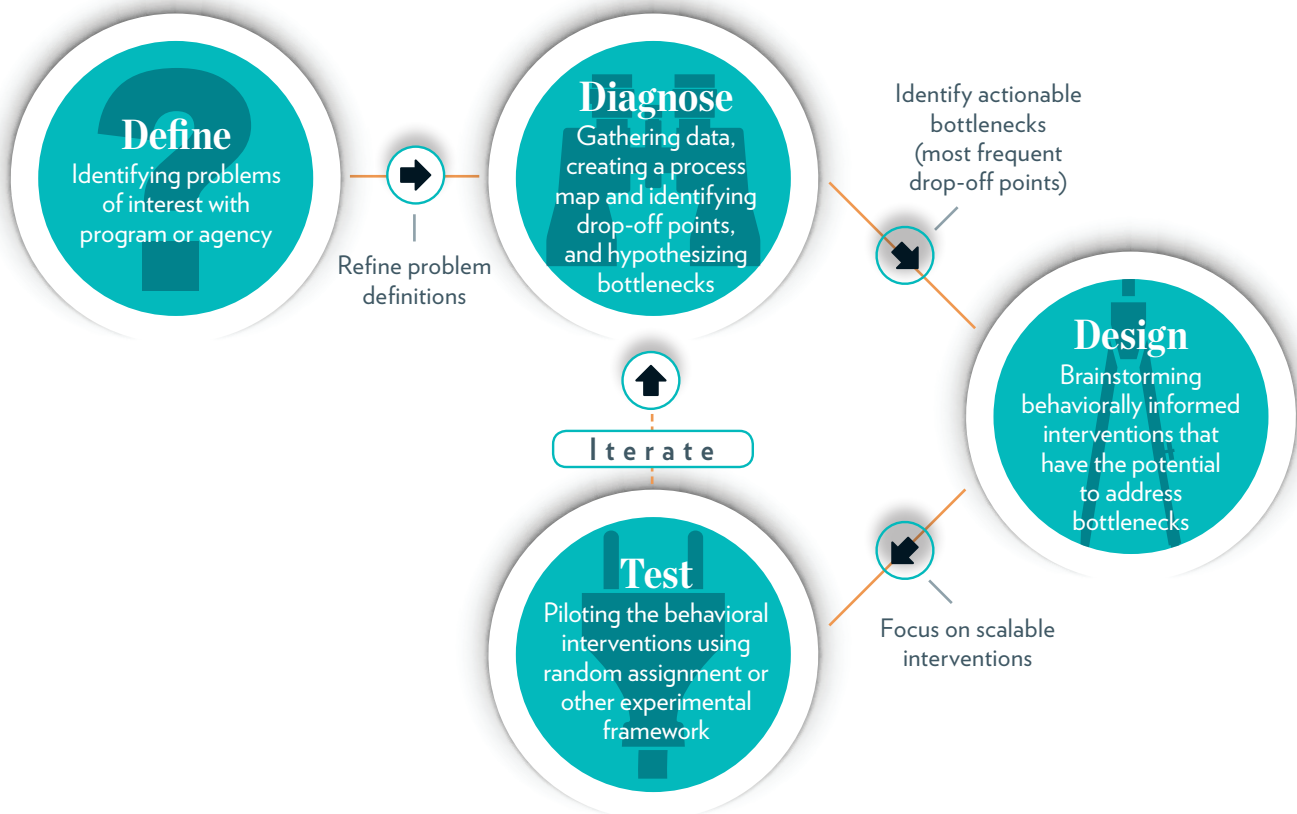 Define
Identifying problems
of interest with
program or agency
Refine problem
definitions
Diagnose
Gathering data,
creating a process
map and identifying
drop-off points,
and hypothesizing
bottlenecks
Identify actionable
bottlenecks
(most frequent
drop-off points)
Design
Brainstorming
behaviorally informed
interventions that
have the potential
to address
bottlenecks
Focus on scalable
interventions
Test
Piloting the behavioral
interventions using
random assignment or
other experimental
framework
Iterate